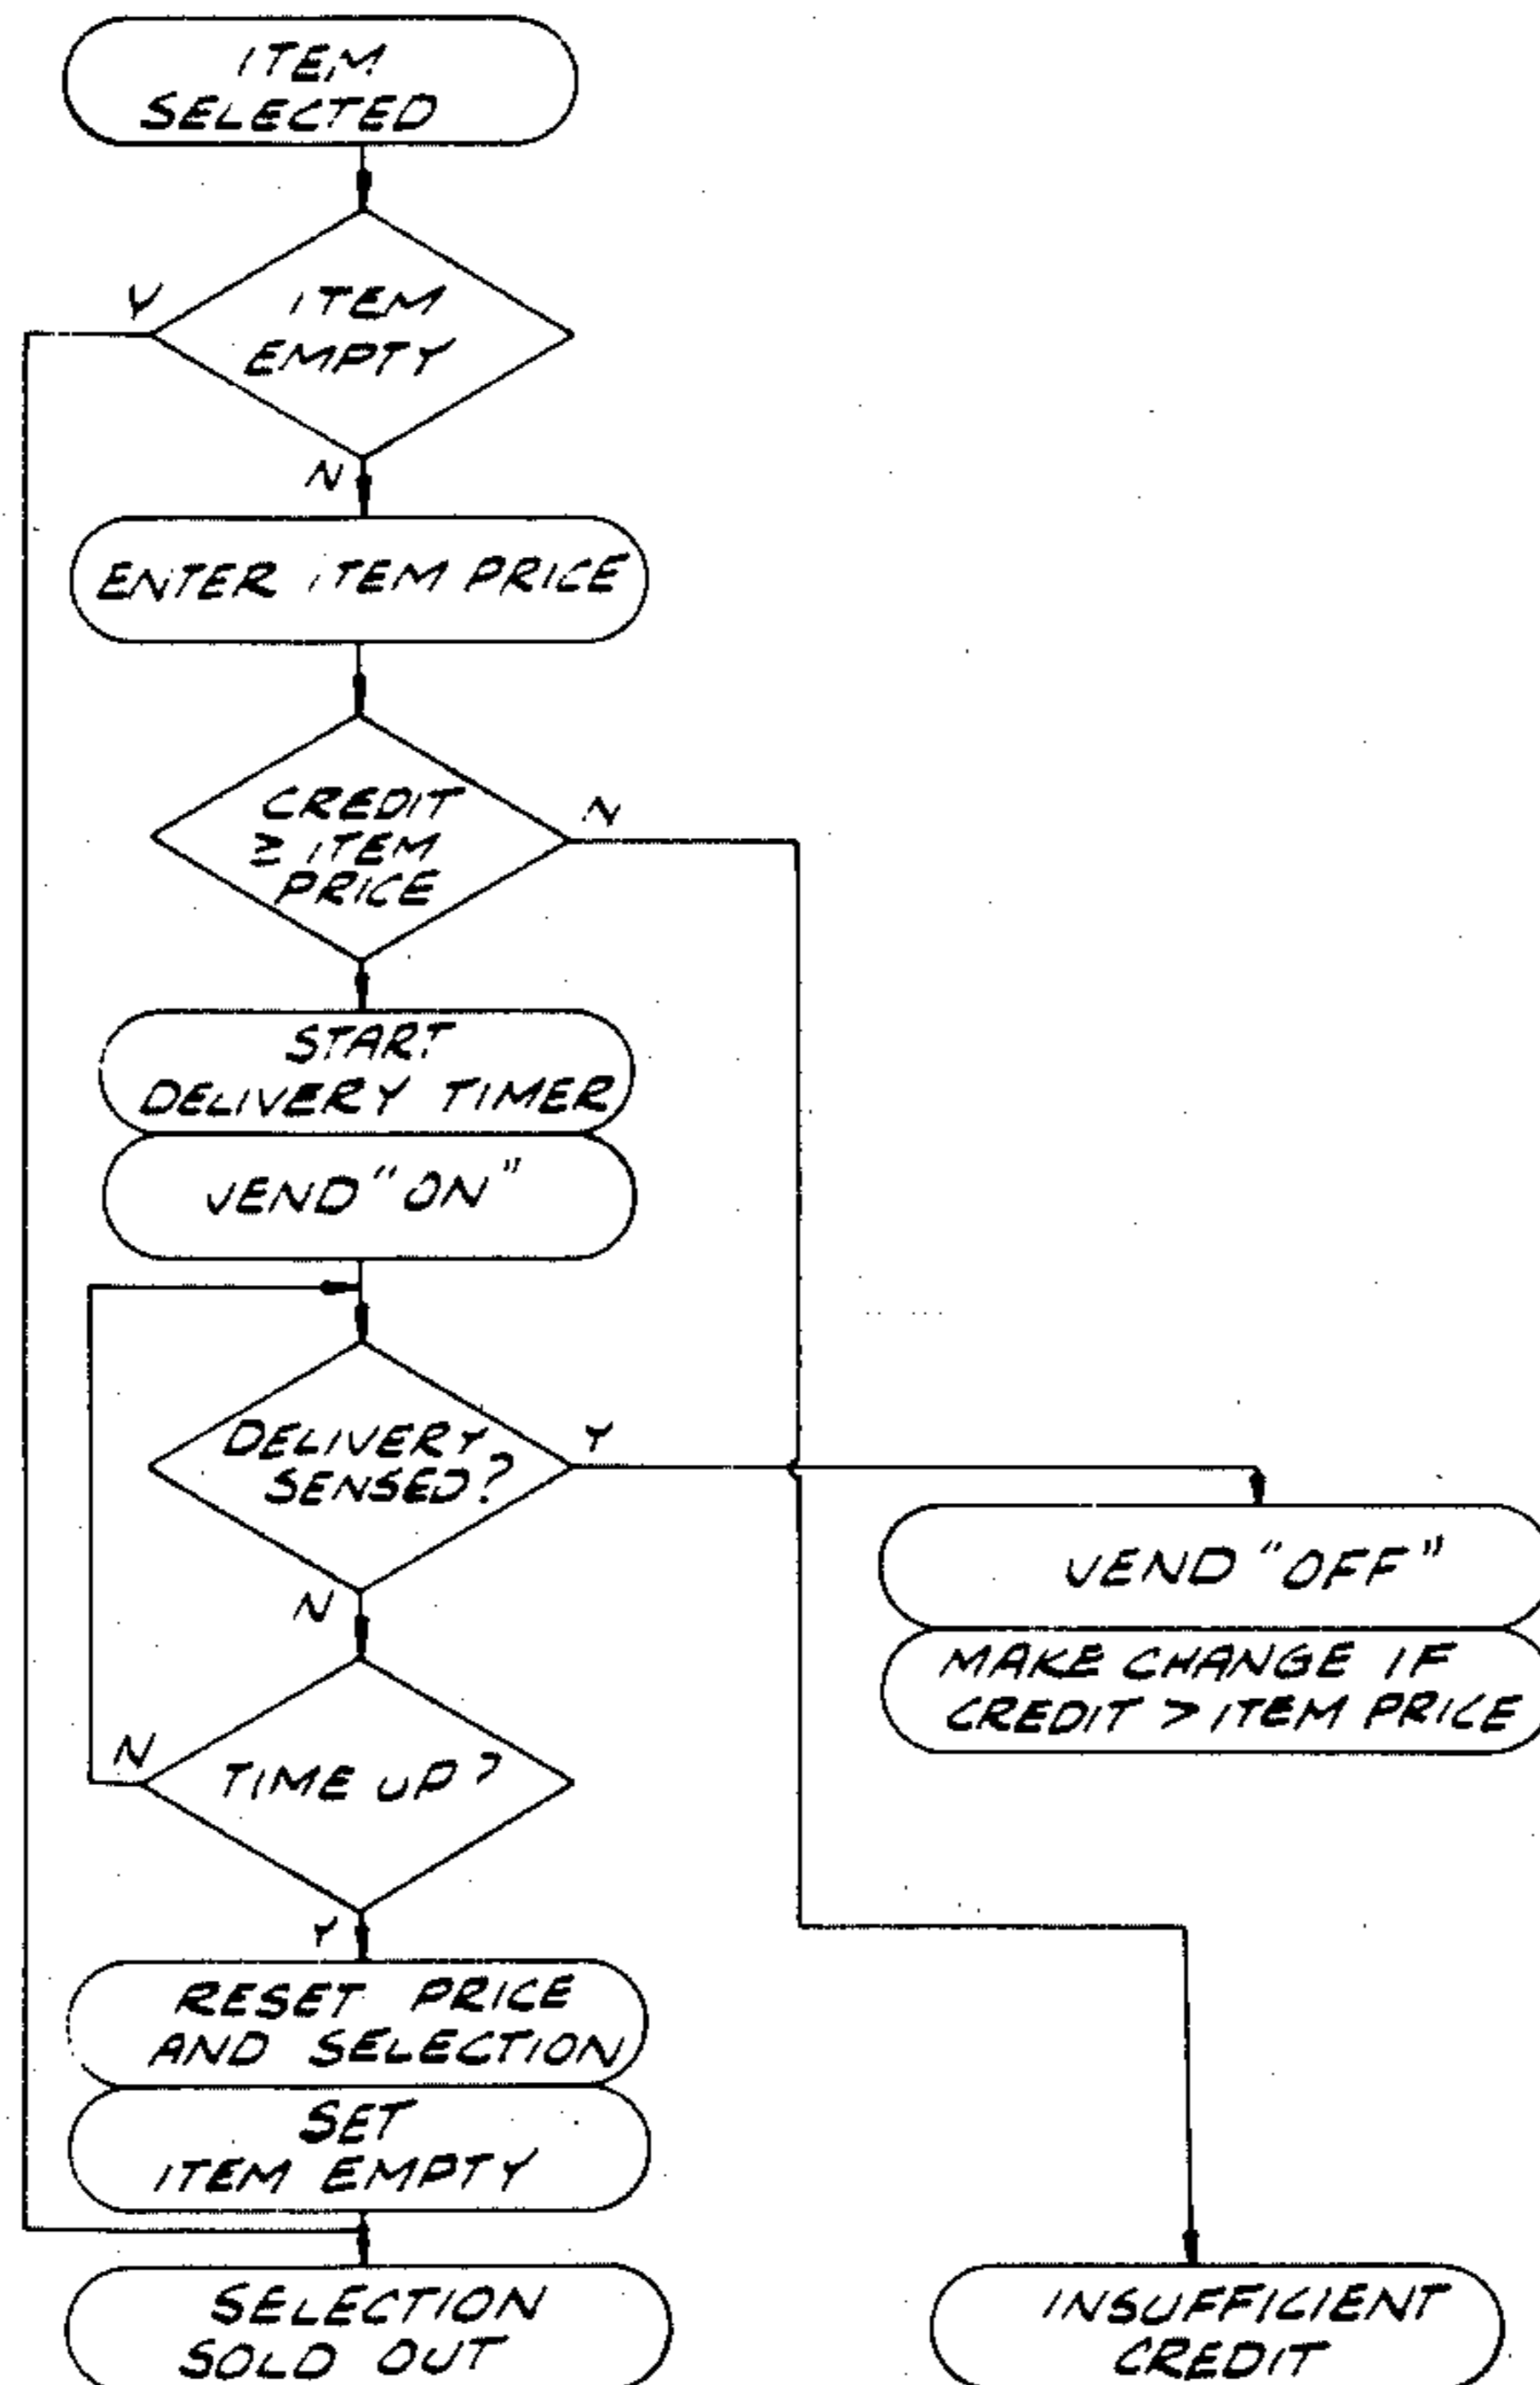 ITEM
SELECTED
Y
ITEM
EMPTY
N
ENTER ITEM PRICE
CREDIT
≥ ITEM
PRICE
N
START
DELIVERY TIMER
VEND "ON"
DELIVERY
SENSED?
Y
N
VEND "OFF"
MAKE CHANGE IF
CREDIT > ITEM PRICE
N
TIME UP?
Y
RESET PRICE
AND SELECTION
SET
ITEM EMPTY
SELECTION
SOLD OUT
INSUFFICIENT
CREDIT